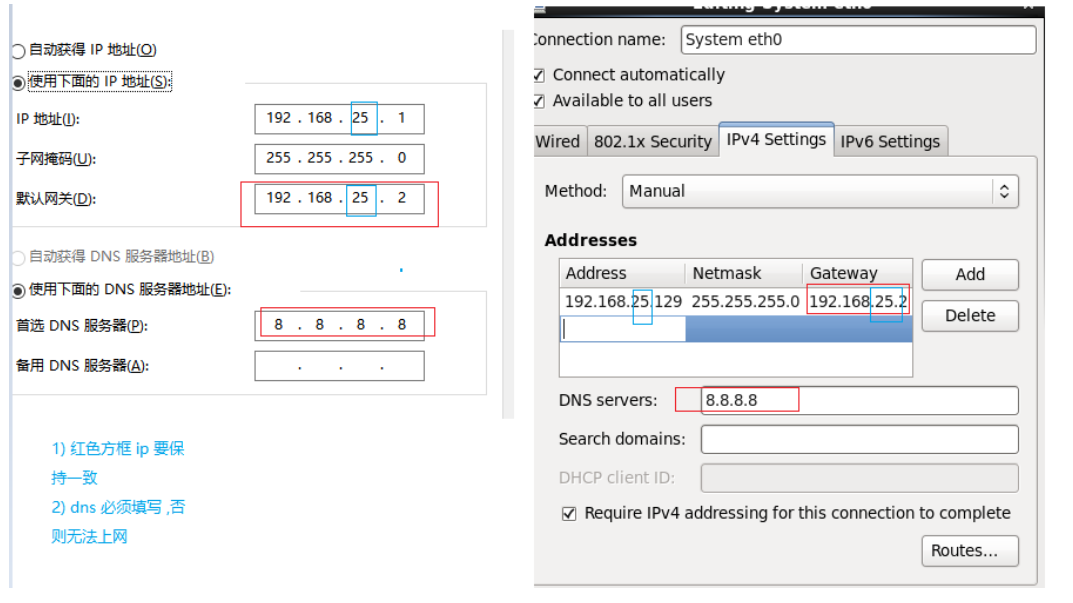 自动获得 IP 地址(O)
使用下面的 IP 地址(S):
IP 地址(I):
192 . 168 . 25 . 1
子网掩码(U):
255 . 255 . 255 . 0
默认网关(D):
192 . 168 . 25 . 2
自动获得 DNS 服务器地址(B)
使用下面的 DNS 服务器地址(E):
首选 DNS 服务器(P):
8 . 8 . 8 . 8
备用 DNS 服务器(A):
. . .
1) 红色方框 ip 要保
持一致
2) dns 必须填写 ,否
则无法上网
Editing System eth0
Connection name: System eth0
Connect automatically
Available to all users
Wired 802.1x Security IPv4 Settings IPv6 Settings
Method: Manual
Addresses
Address Netmask Gateway
Add
192.168.25.129 255.255.255.0 192.168.25.2
Delete
DNS servers: 8.8.8.8
Search domains:
DHCP client ID:
Require IPv4 addressing for this connection to complete
Routes...